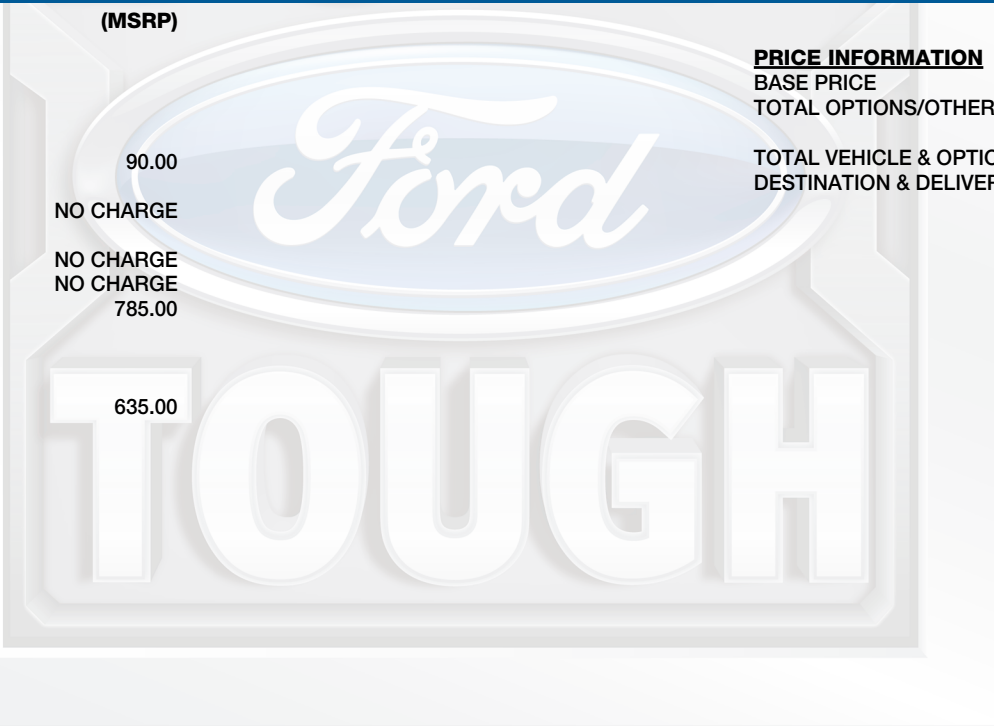 (MSRP)
90.00
NO CHARGE
NO CHARGE
NO CHARGE
785.00
635.00
PRICE INFORMATION
BASE PRICE
TOTAL OPTIONS/OTHER
TOTAL VEHICLE & OPTIO
DESTINATION & DELIVER
Ford
TOUGH